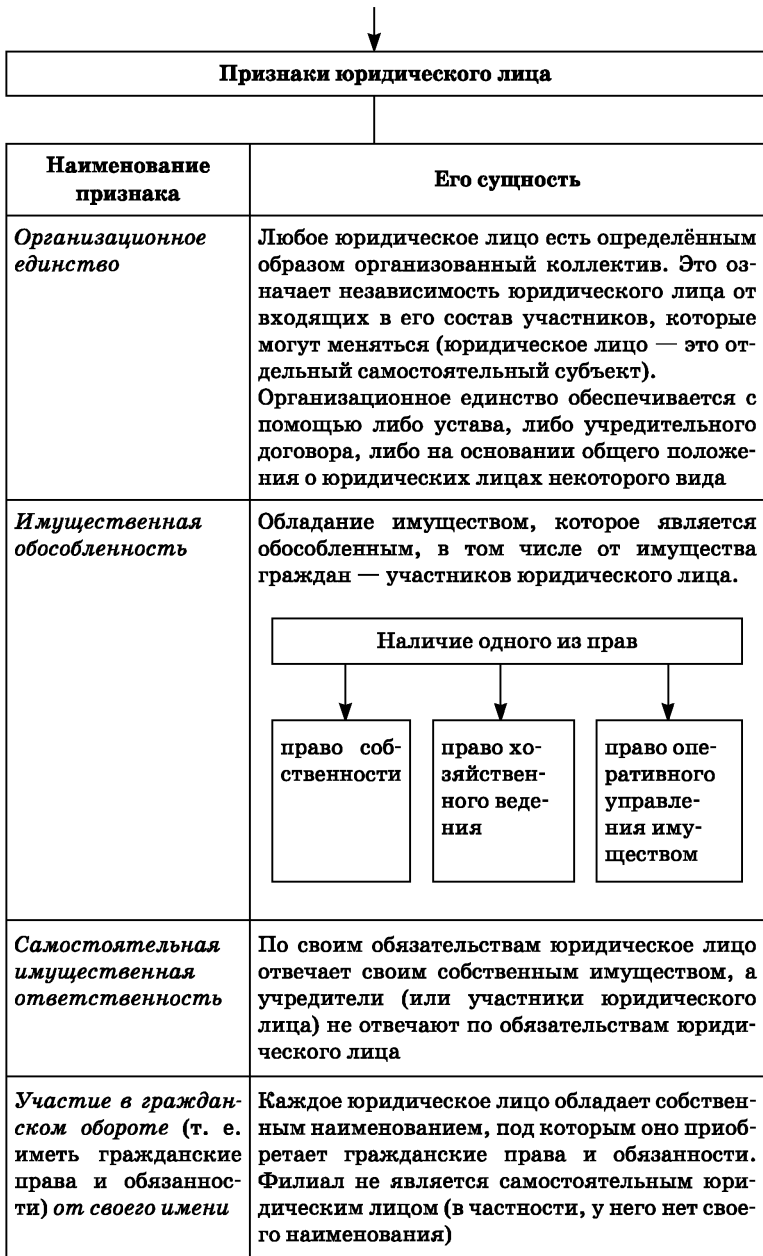 Признаки юридического лица
Наименование
признака
Его сущность
Организационное
единство
Любое юридическое лицо есть определённым
образом организованный коллектив. Это оз-
начает независимость юридического лица от
входящих в его состав участников, которые
могут меняться (юридическое лицо — это от-
дельный самостоятельный субъект).
Организационное единство обеспечивается с
помощью либо устава, либо учредительного
договора, либо на основании общего положе-
ния о юридических лицах некоторого вида
Имущественная
обособленность
Обладание имуществом, которое является
обособленным, в том числе от имущества
граждан — участников юридического лица.
Наличие одного из прав
право соб-
ственности
право хо-
зяйствен-
ного веде-
ния
право опе-
ративного
управле-
ния иму-
ществом
Самостоятельная
имущественная
ответственность
По своим обязательствам юридическое лицо
отвечает своим собственным имуществом, а
учредители (или участники юридического
лица) не отвечают по обязательствам юриди-
ческого лица
Участие в граждан-
ском обороте (т. е.
иметь гражданские
права и обязаннос-
ти) от своего имени
Каждое юридическое лицо обладает собствен-
ным наименованием, под которым оно приоб-
ретает гражданские права и обязанности.
Филиал не является самостоятельным юри-
дическим лицом (в частности, у него нет свое-
го наименования)